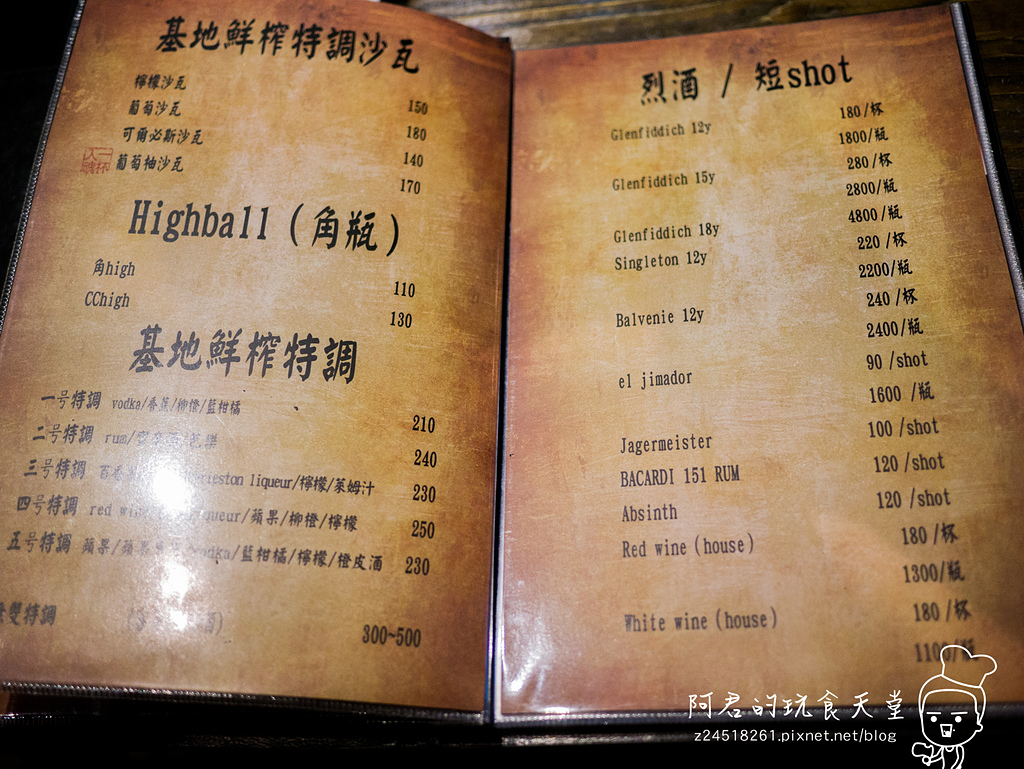 基地鮮榨特調沙瓦
檸檬沙瓦 150
葡萄沙瓦 180
可爾必斯沙瓦 140
葡萄柚沙瓦 170
Highball (角瓶)
角high 110
CChigh 130
基地鮮榨特調
一号特調 vodka/香蕉/柳橙/藍柑橘 210
二号特調 rum/ 240
三号特調 liqueur/檸檬/萊姆汁 230
四号特調 red /蘋果/柳橙/檸檬 250
五号特調 蘋果/蘋果 /藍柑橘/檸檬/橙皮酒 230
雙特調 300~500
烈酒 / 短shot
Glenfiddich 12y 180/杯
1800/瓶
Glenfiddich 15y 280/杯
2800/瓶
Glenfiddich 18y 4800/瓶
Singleton 12y 220/杯
2200/瓶
Balvenie 12y 240/杯
2400/瓶
el jimador 90/shot
1600/瓶
Jagermeister 100/shot
BACARDI 151 RUM 120/shot
Absinth 120/shot
Red wine(house) 180/杯
1300/瓶
White wine(house) 180/杯
1100/瓶
阿君的玩食天堂
z24518261.pixnet.net/blog